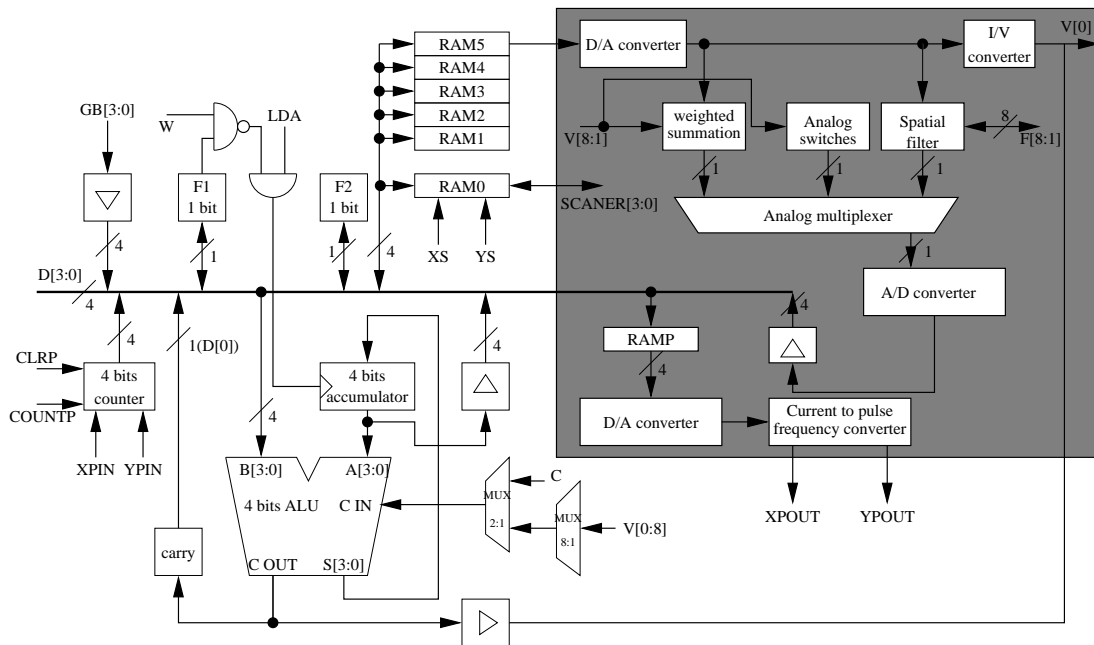 I/V
converter
V[0]
RAM5
RAM4
RAM3
RAM2
RAM1
D/A converter
GB[3:0]
W
LDA
V[8:1]
weighted
summation
Analog
switches
Spatial
filter
8
F[8:1]
1
1
1
F1
1 bit
F2
1 bit
RAM0
SCANER[3:0]
Analog multiplexer
XS
YS
4
1
1
4
1
D[3:0]
4
4
A/D converter
4
4
1(D[0])
4
RAMP
4
CLRP
4 bits
counter
COUNTP
4 bits
accumulator
4
D/A converter
Current to pulse
frequency converter
XPIN
YPIN
B[3:0]
A[3:0]
4 bits ALU
C IN
C
MUX
2:1
MUX
8:1
V[0:8]
XPOUT
YPOUT
carry
C OUT
S[3:0]